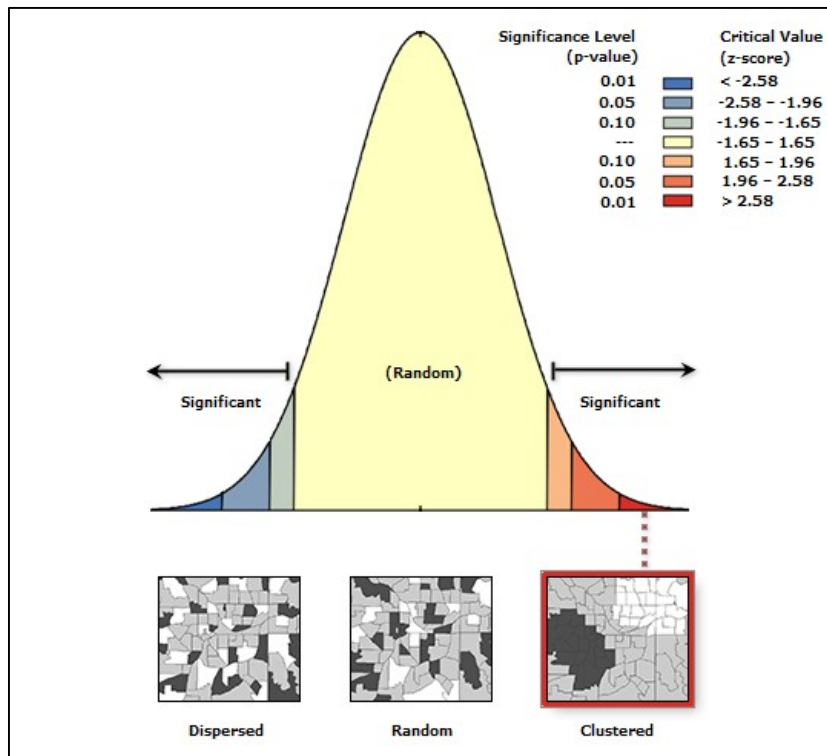 Significance Level Critical Value
(p-value) (z-score)
0.01 < -2.58
0.05 -2.58 – -1.96
0.10 -1.96 – -1.65
--- -1.65 – 1.65
0.10 1.65 – 1.96
0.05 1.96 – 2.58
0.01 > 2.58
(Random)
Significant Significant
Dispersed Random Clustered